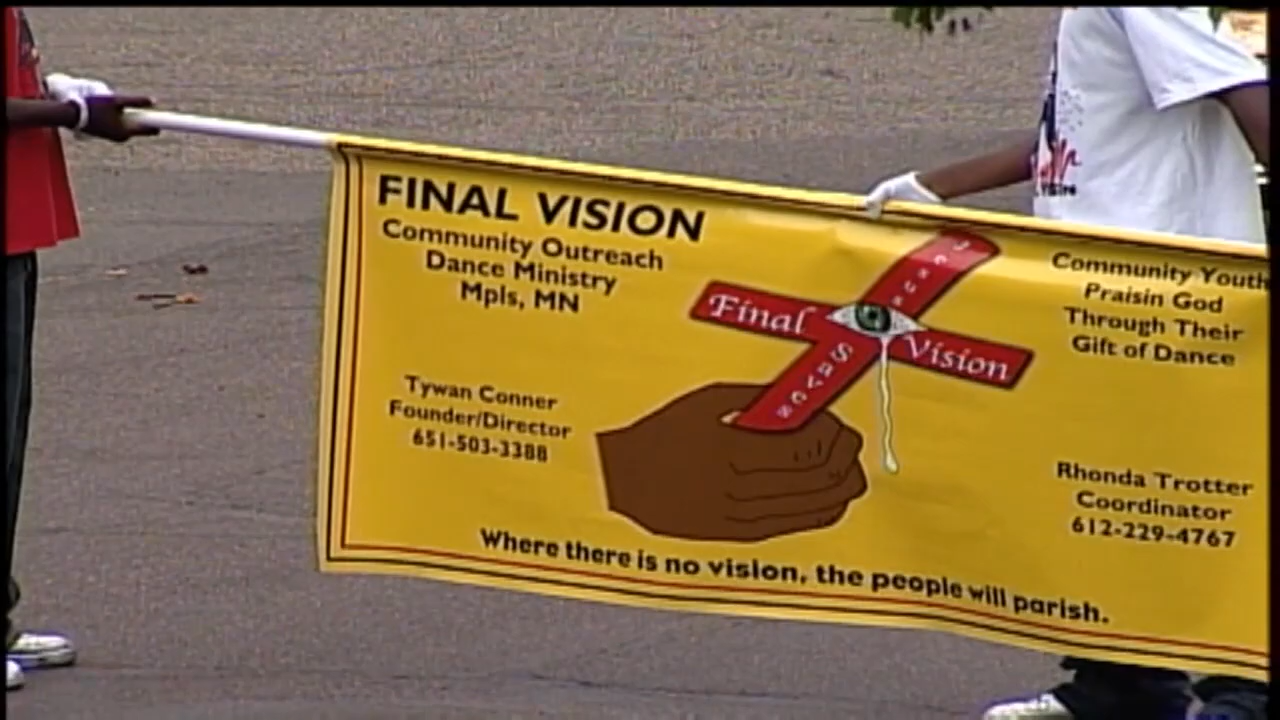 FINAL VISION
Community Outreach
Dance Ministry
Mpls, MN
Tywan Conner
Founder/Director
651-503-3388
Jesus
Final Vision
Saves
Community Youth
Praisin God
Through Their
Gift of Dance
Rhonda Trotter
Coordinator
612-229-4767
Where there is no vision, the people will parish.